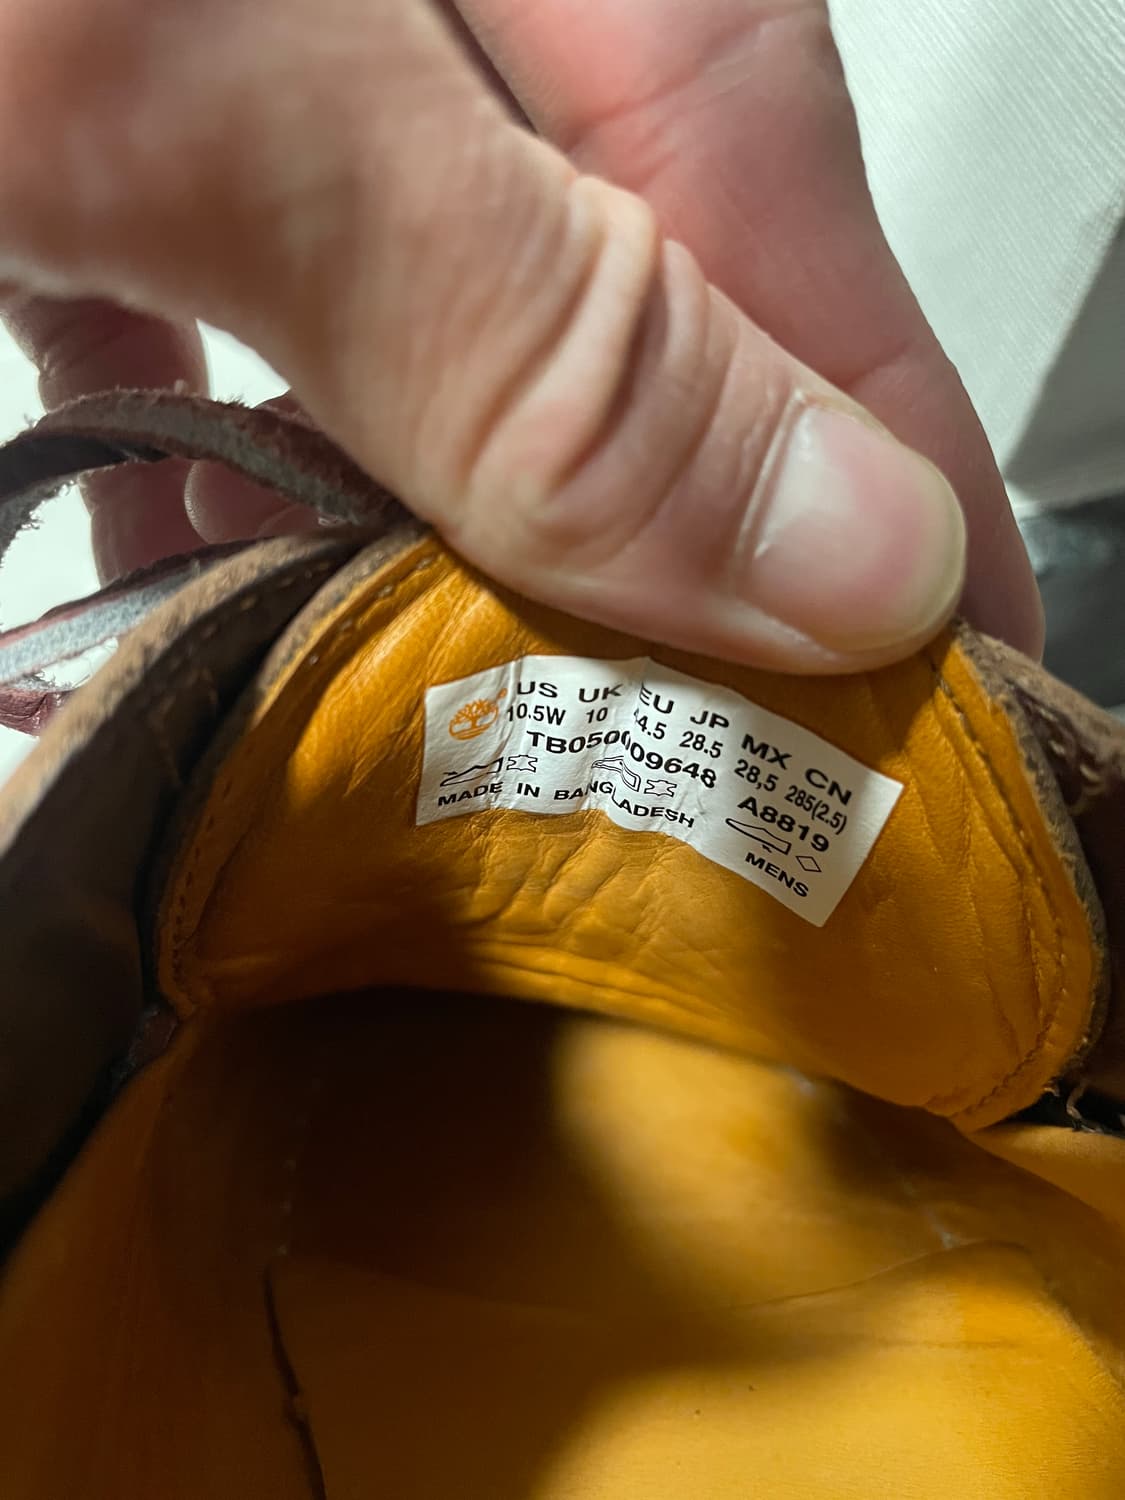 US UK EU JP MX CN
10.5W 10 44.5 28.5 28,5 285(2.5)
TB050009648 A8819
MADE IN BANGLADESH MENS